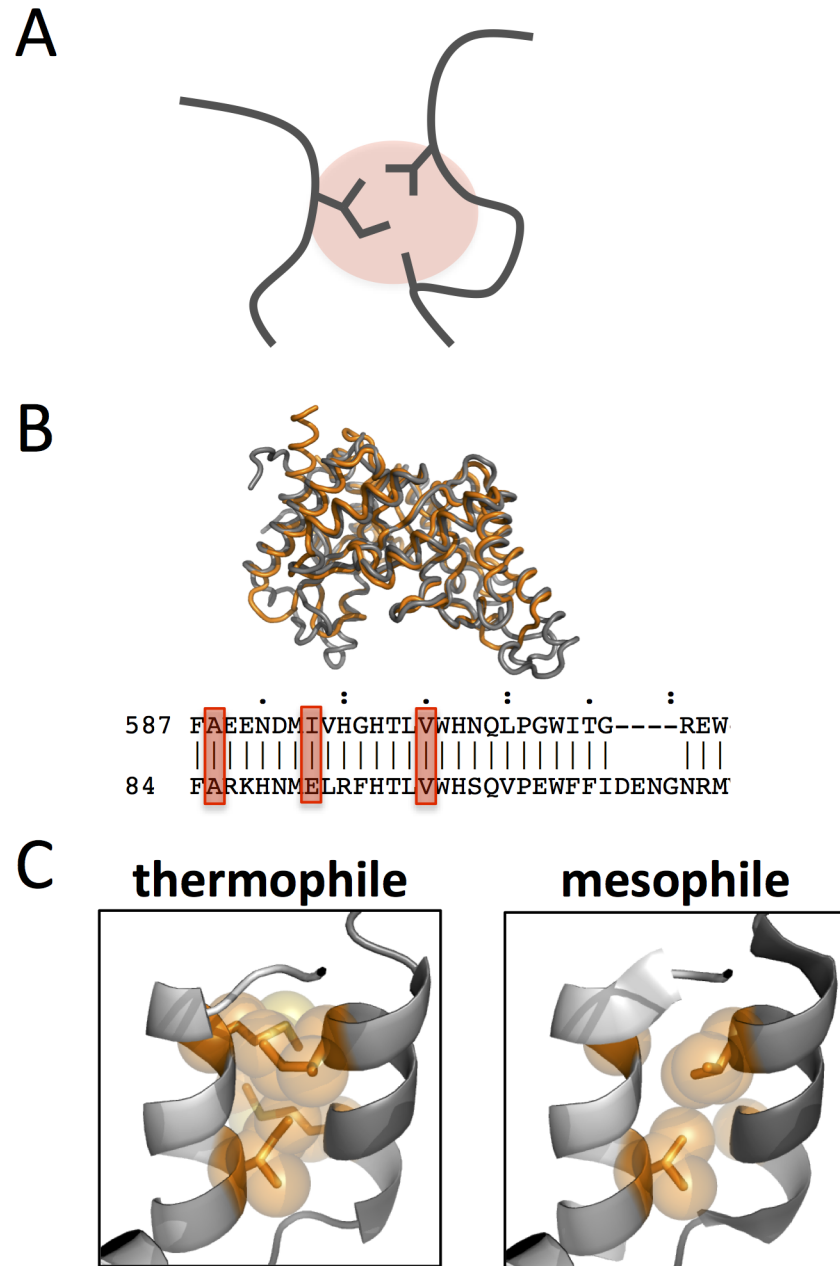 A
B
. : . : . :
587 FAEENDMIVHGHTLVWHNQLPGWITG----REW
||||||||||||||||||||||||||    |||
84 FARKHNMELRFHTLVWHSQVPEWFFIDENGNRM
C
thermophile mesophile